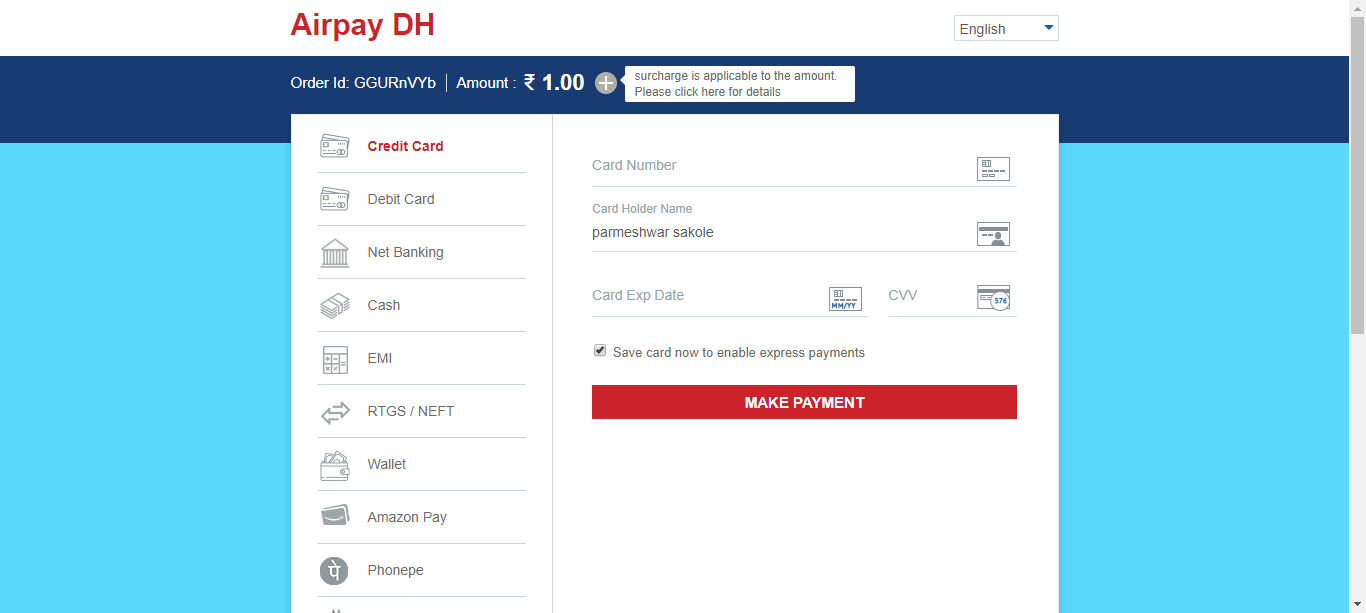 Airpay DH
English
Order Id: GGURnVYb | Amount : ₹ 1.00
surcharge is applicable to the amount.
Please click here for details
Credit Card
Debit Card
Net Banking
Cash
EMI
RTGS / NEFT
Wallet
Amazon Pay
Phonepe
Card Number
Card Holder Name
parmeshwar sakole
Card Exp Date
MM/YY
CVV
576
Save card now to enable express payments
MAKE PAYMENT